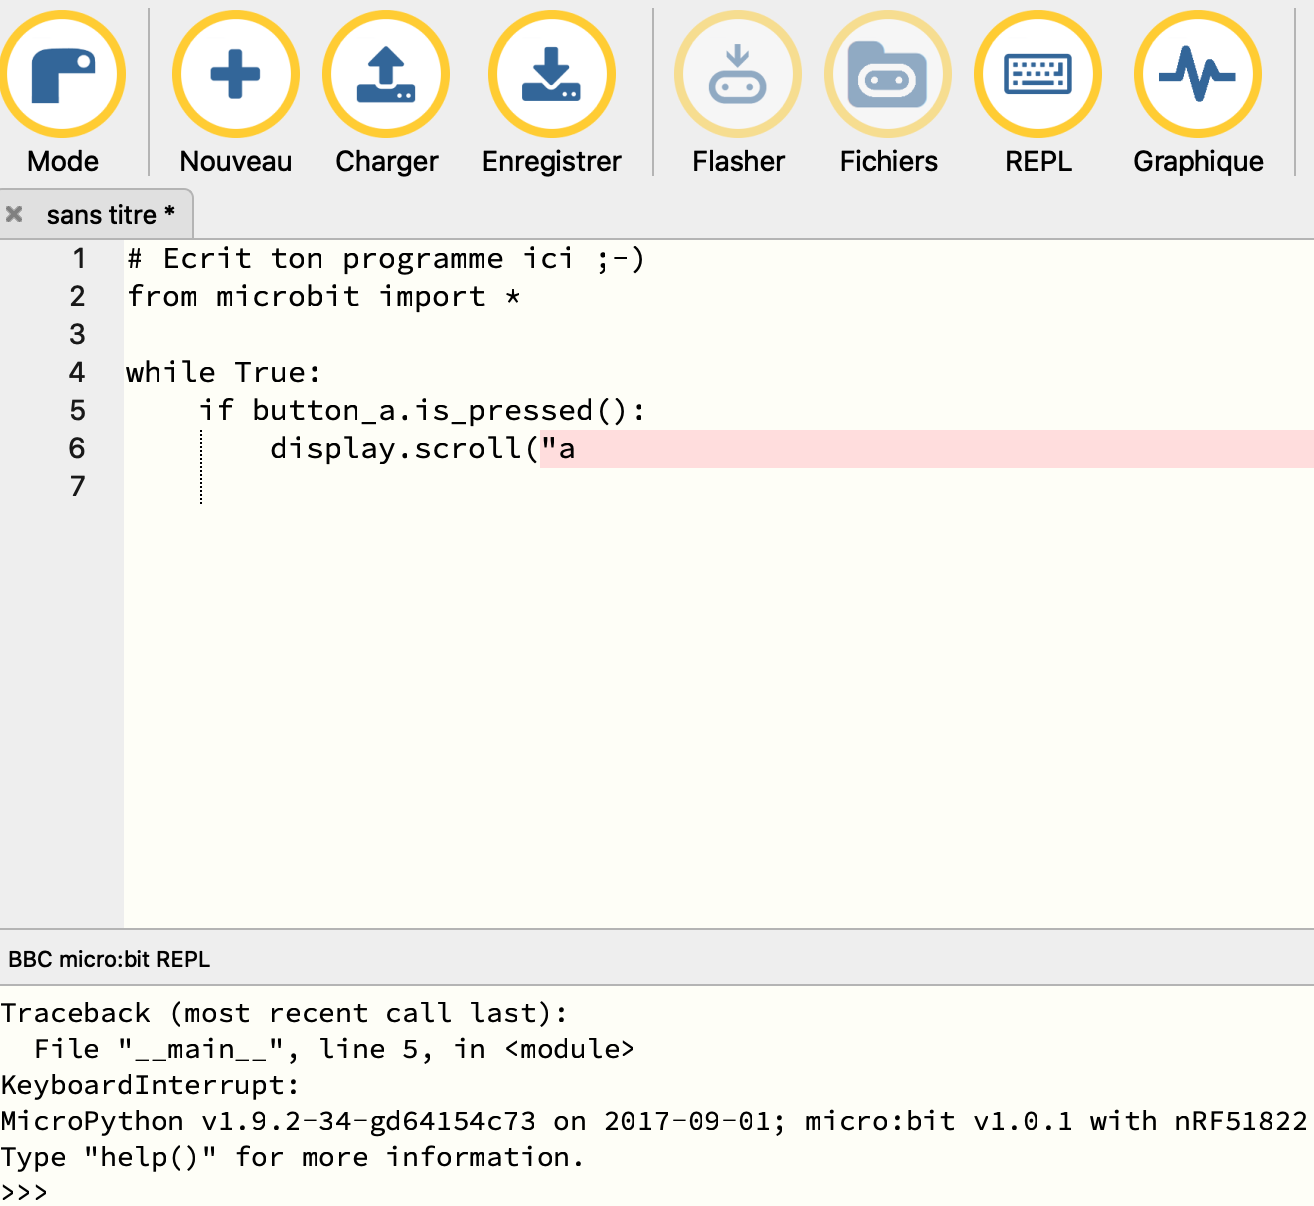 Mode Nouveau Charger Enregistrer Flasher Fichiers REPL Graphique
sans titre *
1 # Ecrit ton programme ici ;-)
2 from microbit import *
3
4 while True:
5     if button_a.is_pressed():
6         display.scroll("a
7
BBC micro:bit REPL
Traceback (most recent call last):
  File "__main__", line 5, in <module>
KeyboardInterrupt:
MicroPython v1.9.2-34-gd64154c73 on 2017-09-01; micro:bit v1.0.1 with nRF51822
Type "help()" for more information.
>>>